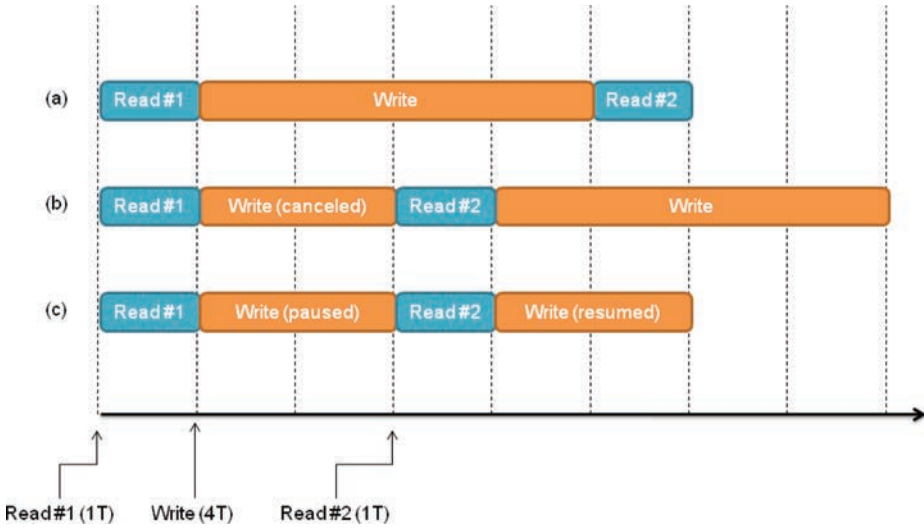 (a) Read #1 Write Read #2
(b) Read #1 Write (canceled) Read #2 Write
(c) Read #1 Write (paused) Read #2 Write (resumed)
Read #1 (1T) Write (4T) Read #2 (1T)